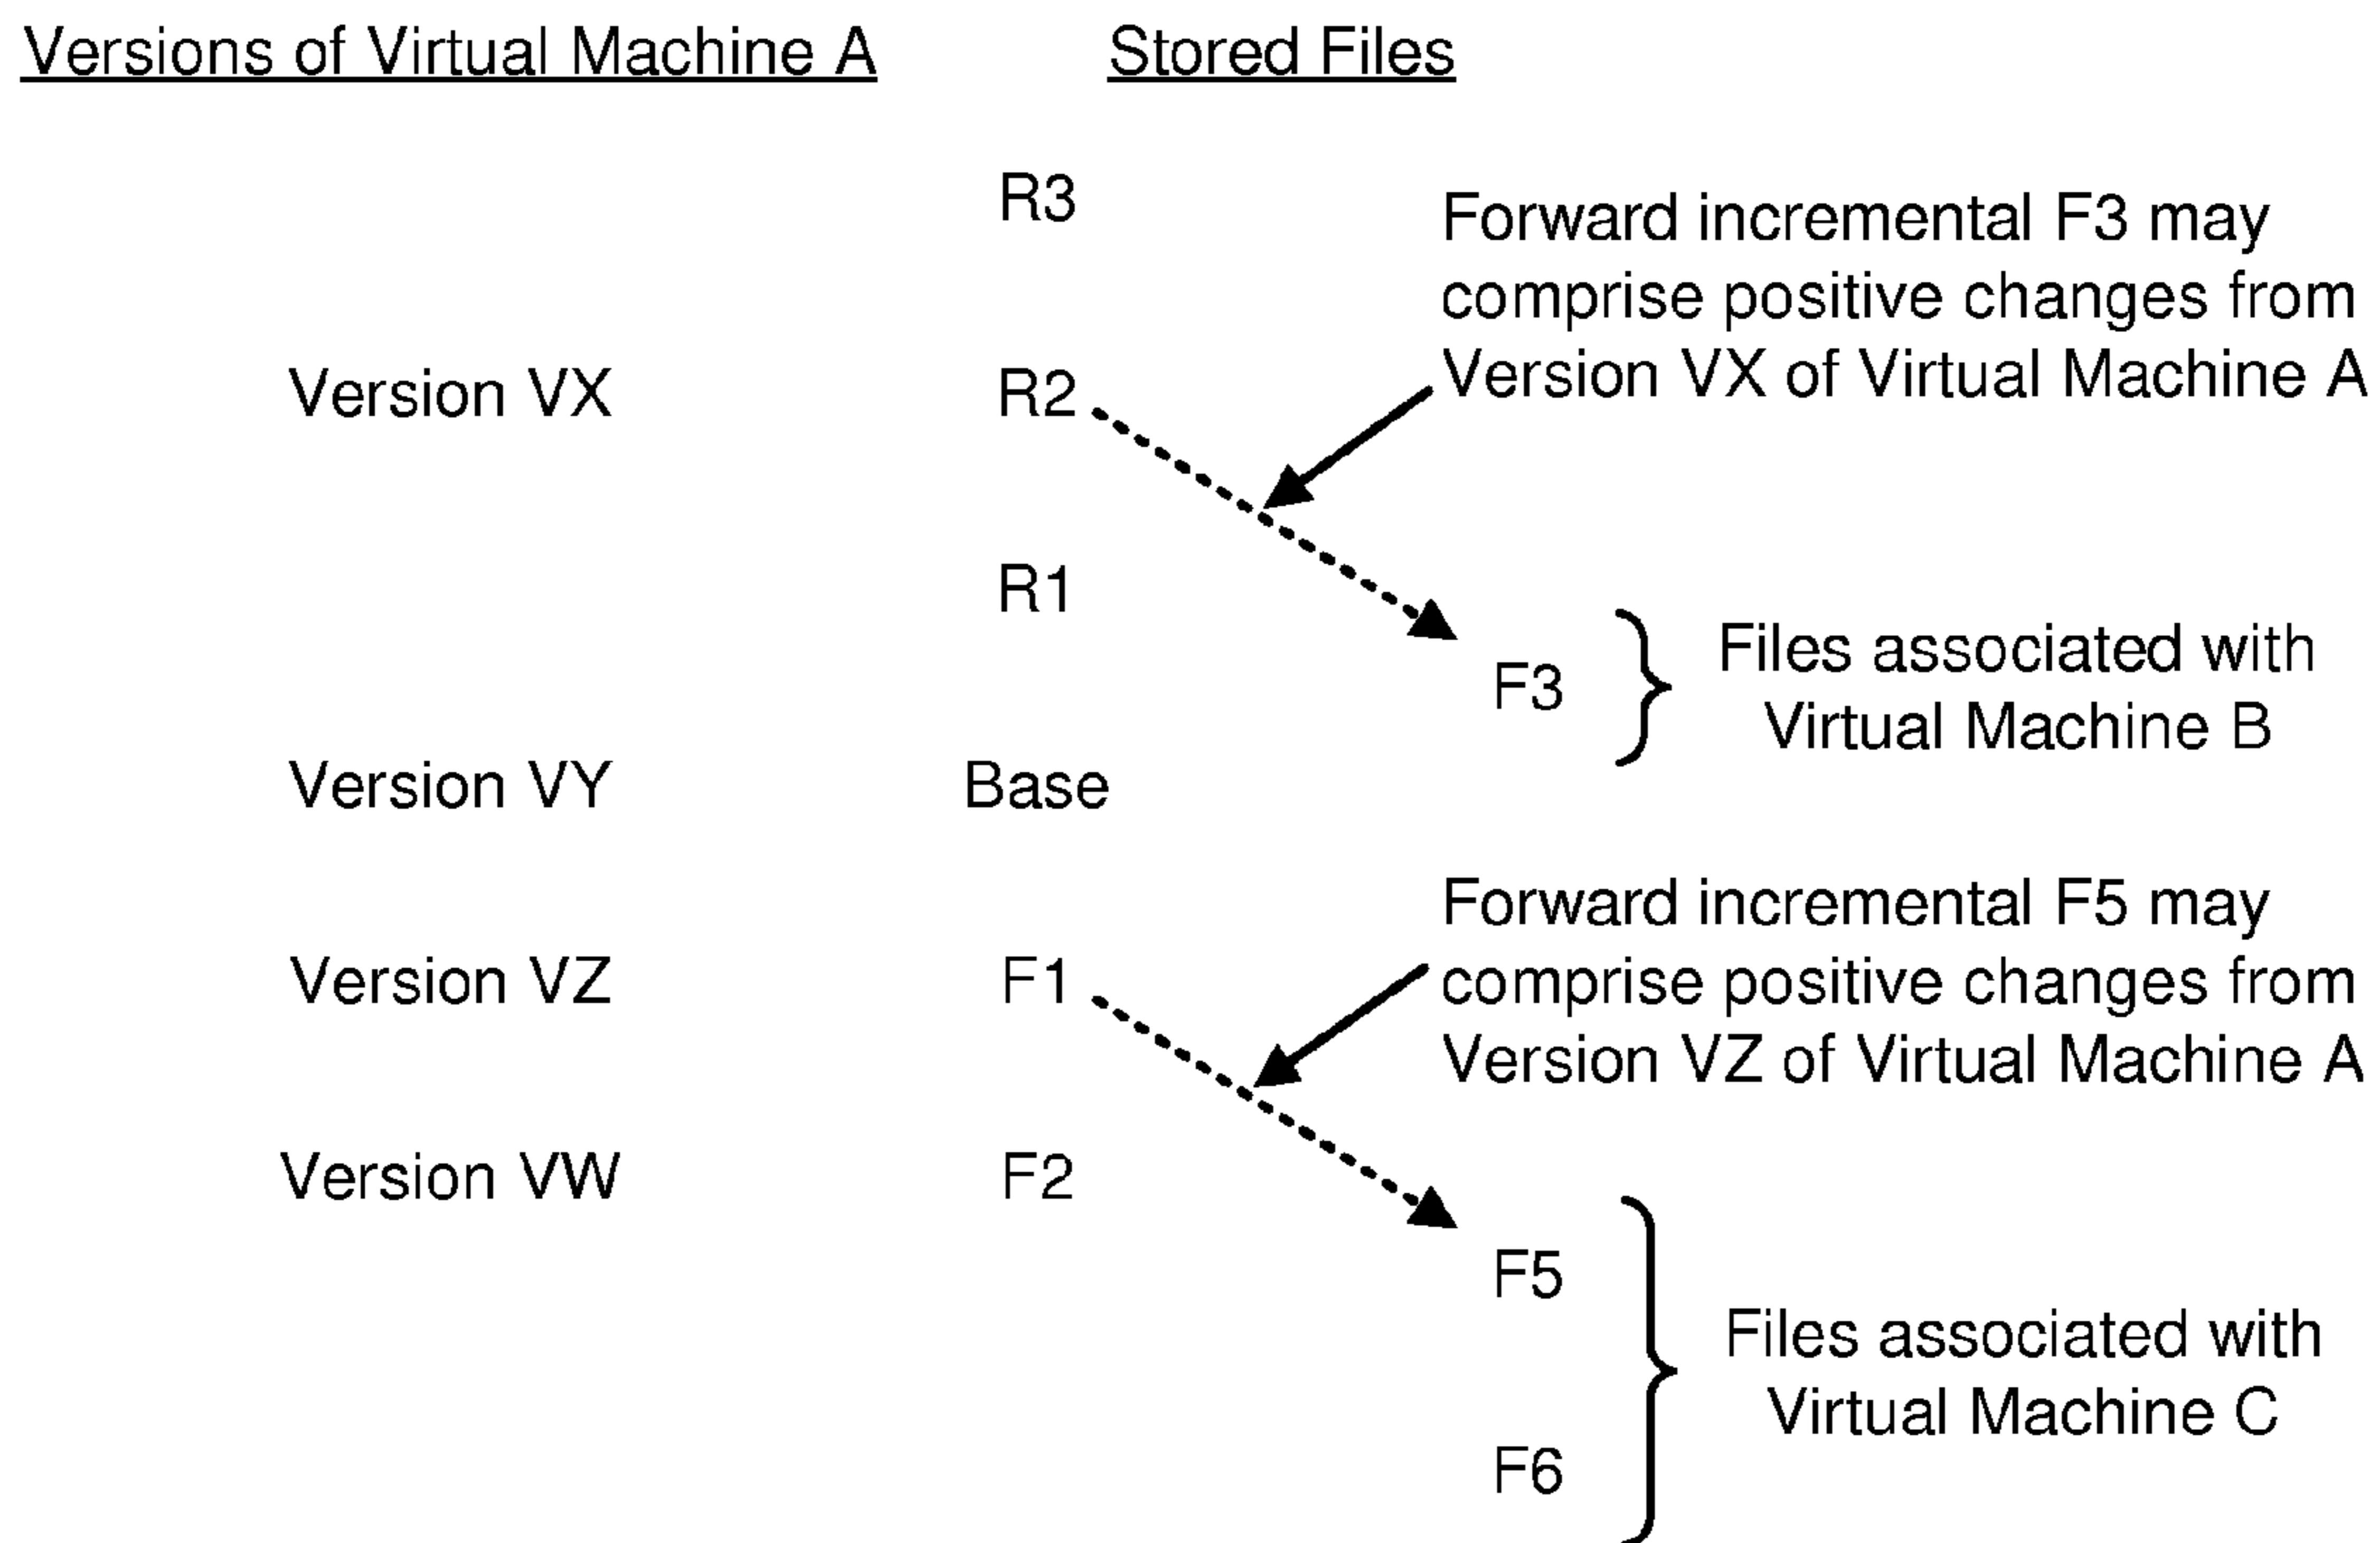 Versions of Virtual Machine A
Stored Files
R3
Forward incremental F3 may
comprise positive changes from
Version VX of Virtual Machine A
Version VX
R2
R1
F3
Files associated with
Virtual Machine B
Version VY
Base
Forward incremental F5 may
comprise positive changes from
Version VZ of Virtual Machine A
Version VZ
F1
Version VW
F2
F5
Files associated with
Virtual Machine C
F6